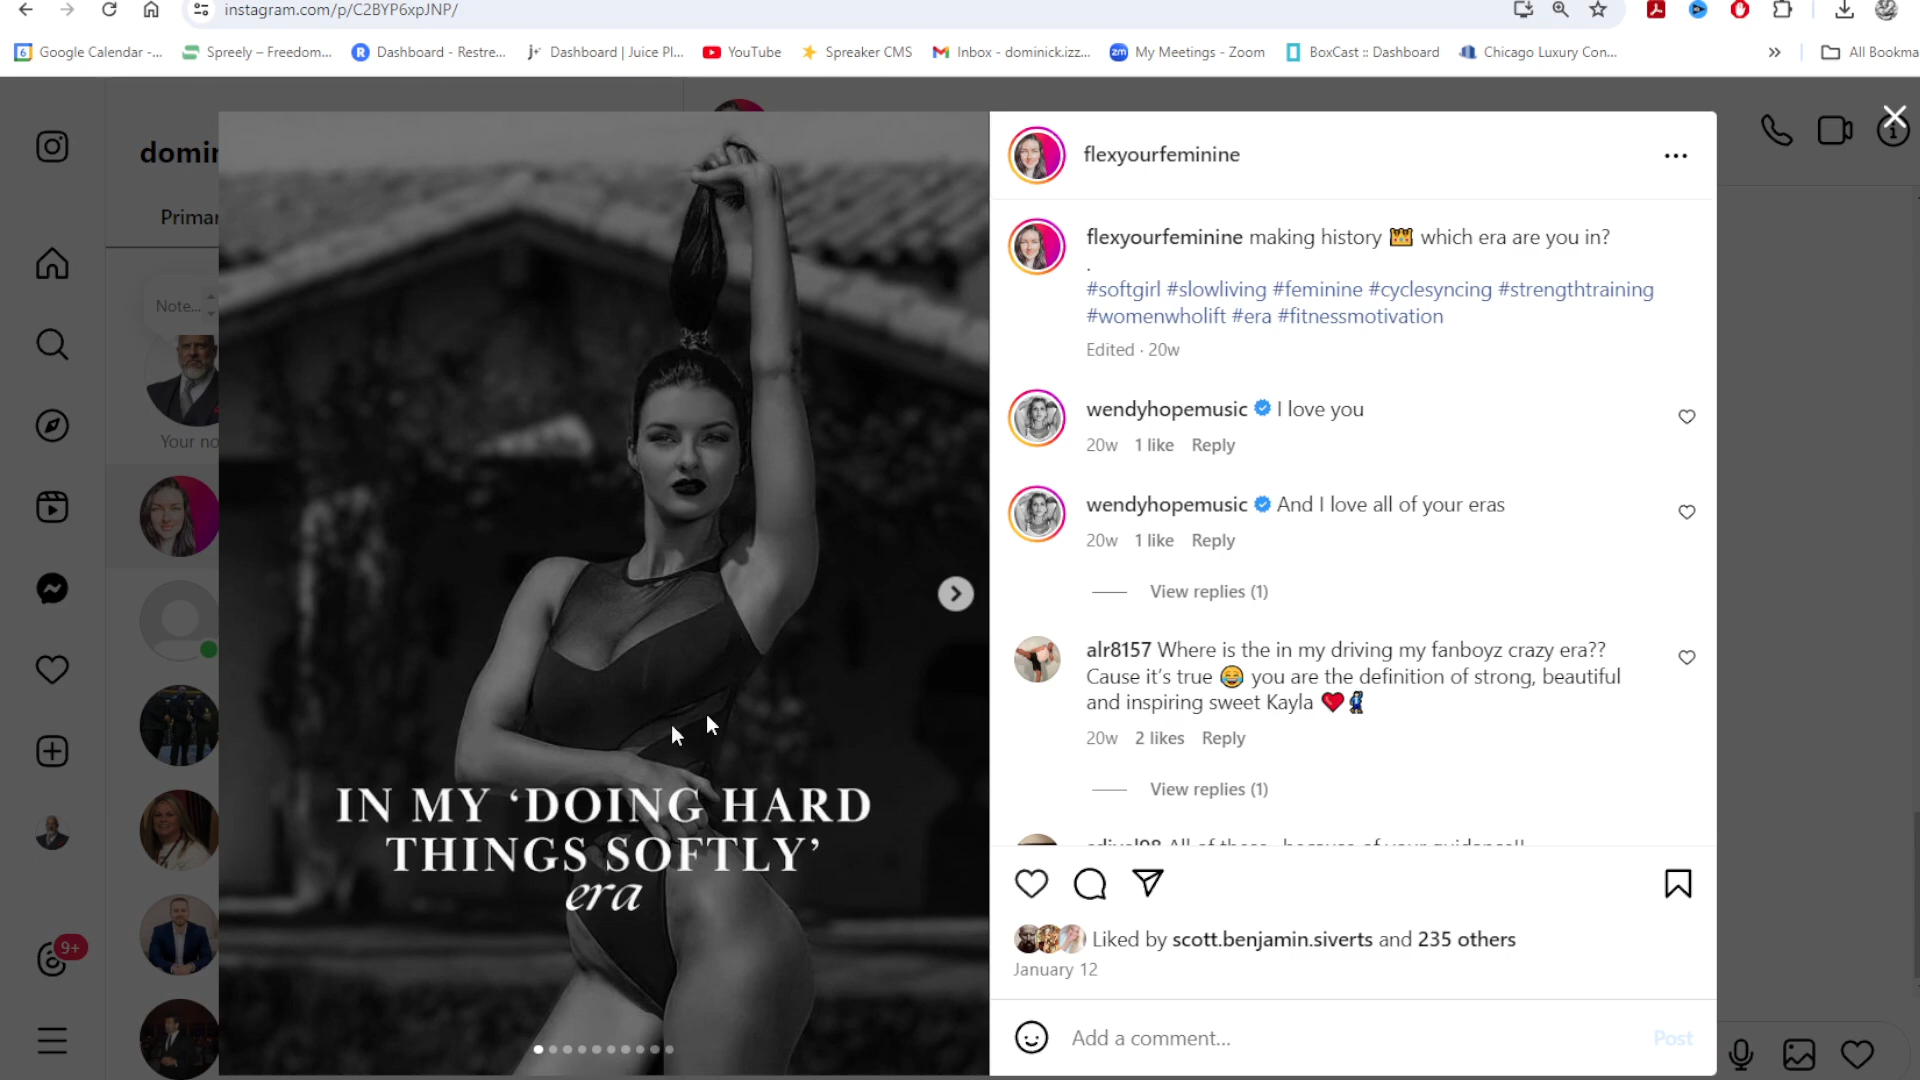 instagram.com/p/C2BYP6xpJNP/
6 Google Calendar -... Spreely – Freedom... R Dashboard - Restre... j+ Dashboard | Juice Pl... YouTube Spreaker CMS Inbox - dominick.izz... zm My Meetings - Zoom BoxCast :: Dashboard Chicago Luxury Con... » All Bookma
domin
Primar
Note...
Your no
9+
IN MY ‘DOING HARD
THINGS SOFTLY’
era
flexyourfeminine
flexyourfeminine making history 👑 which era are you in?
.
#softgirl #slowliving #feminine #cyclesyncing #strengthtraining
#womenwholift #era #fitnessmotivation
Edited · 20w
wendyhopemusic I love you
20w 1 like Reply
wendyhopemusic And I love all of your eras
20w 1 like Reply
View replies (1)
alr8157 Where is the in my driving my fanboyz crazy era??
Cause it’s true 😂 you are the definition of strong, beautiful
and inspiring sweet Kayla ❤️
20w 2 likes Reply
View replies (1)
Liked by scott.benjamin.siverts and 235 others
January 12
Add a comment...
Post